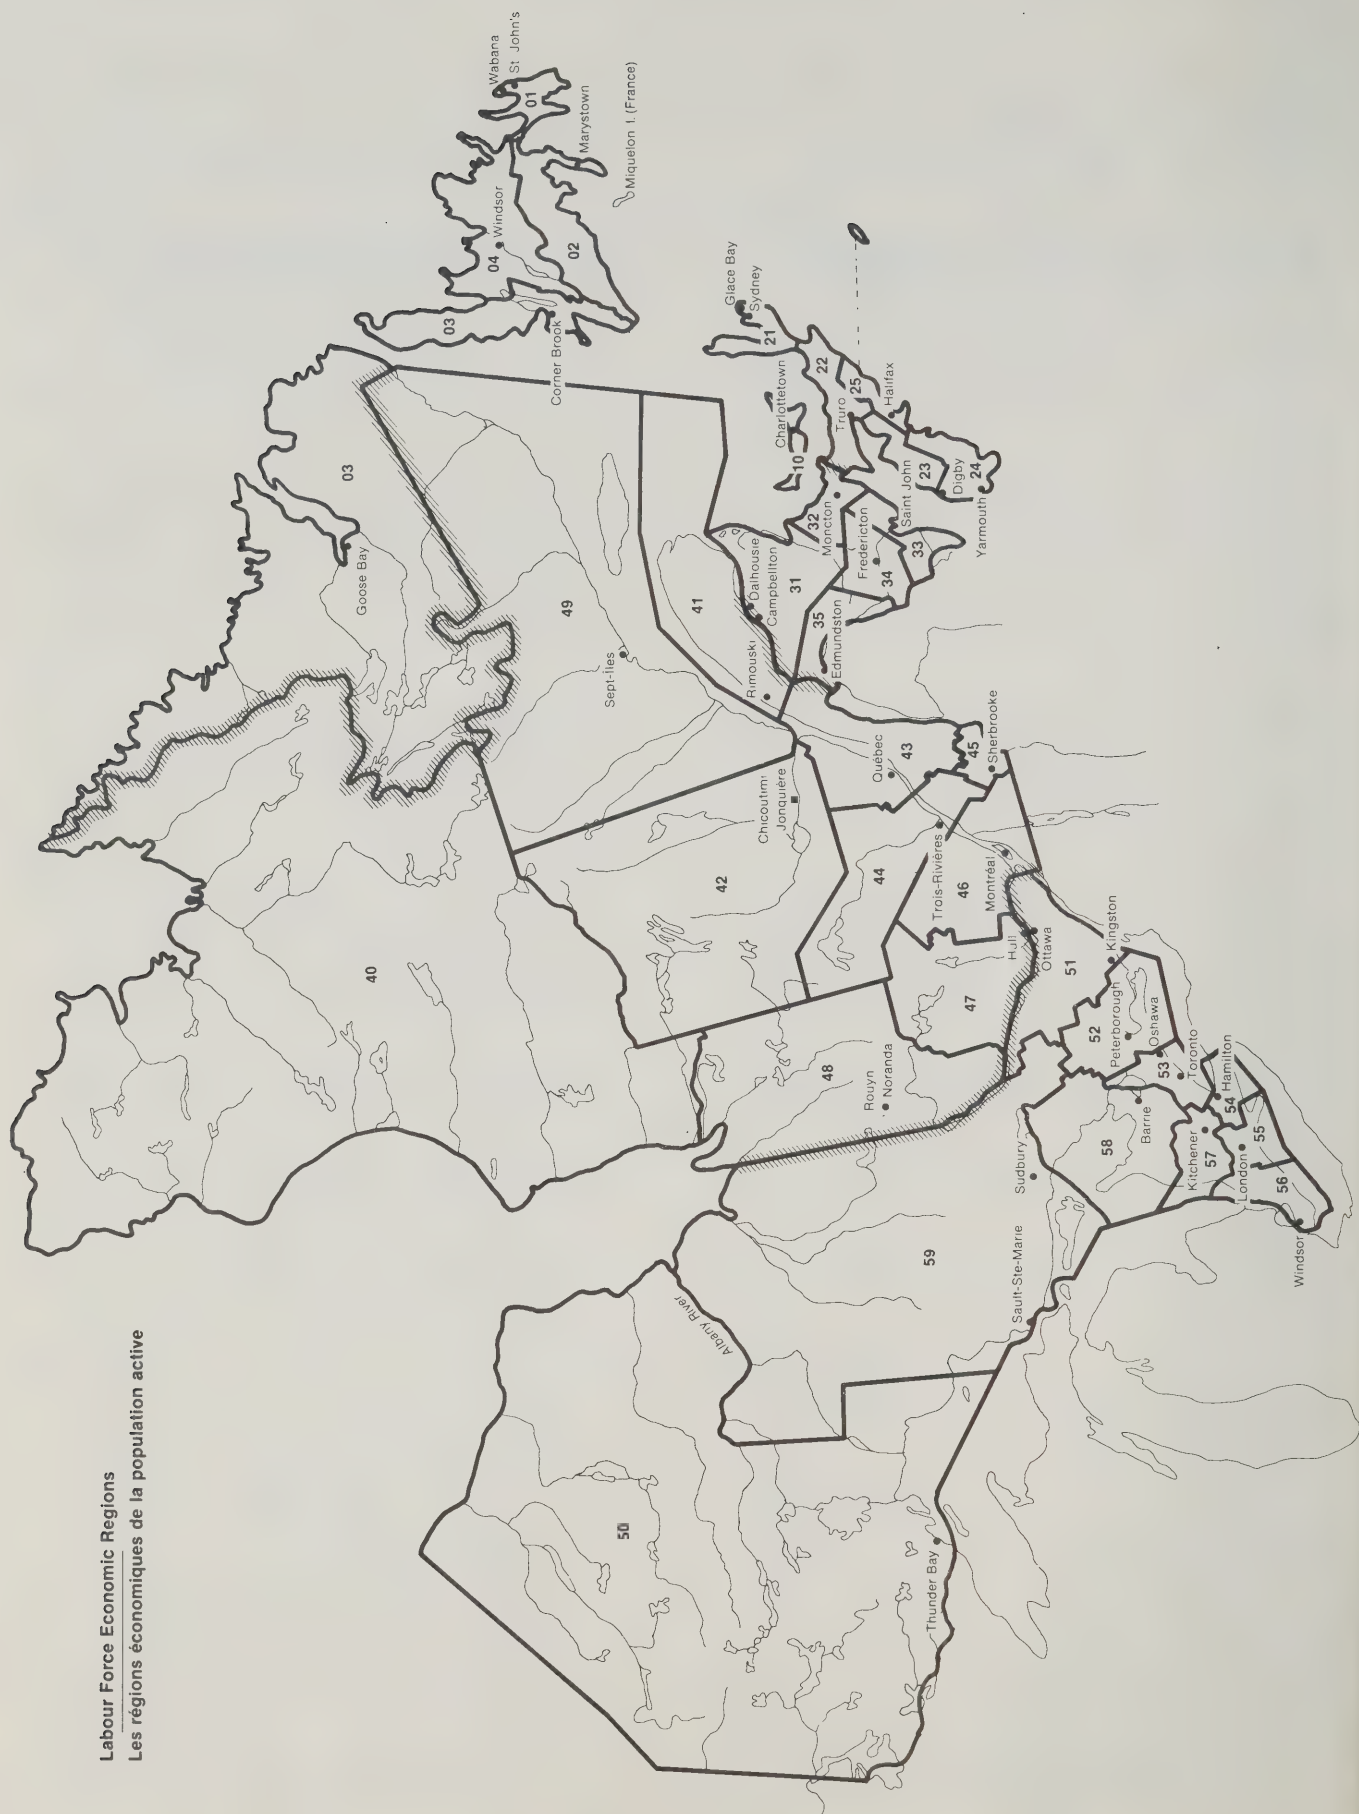 Labour Force Economic Regions
Les régions économiques de la population active
Wabana
St John's
01
Marystown
Miquelon I. (France)
Windsor
04
02
03
Corner Brook
03
Goose Bay
Glace Bay
Sydney
21
22
25
Halifax
Truro
Charlottetown
10
23
Digby
24
Yarmouth
Saint John
Moncton
32
Fredericton
33
34
31
Dalhousie
Campbellton
35
Edmundston
41
49
Sept-Îles
Rimouski
43
Québec
45
Sherbrooke
Chicoutimi
Jonquière
42
44
Trois-Rivières
46
Montréal
40
Hull
Ottawa
51
Kingston
47
48
Rouyn
Noranda
52
Peterborough
Oshawa
53
Toronto
Hamilton
54
55
Barrie
58
Kitchener
57
London
56
Windsor
Sudbury
59
Sault-Ste-Marie
Albany River
50
Thunder Bay